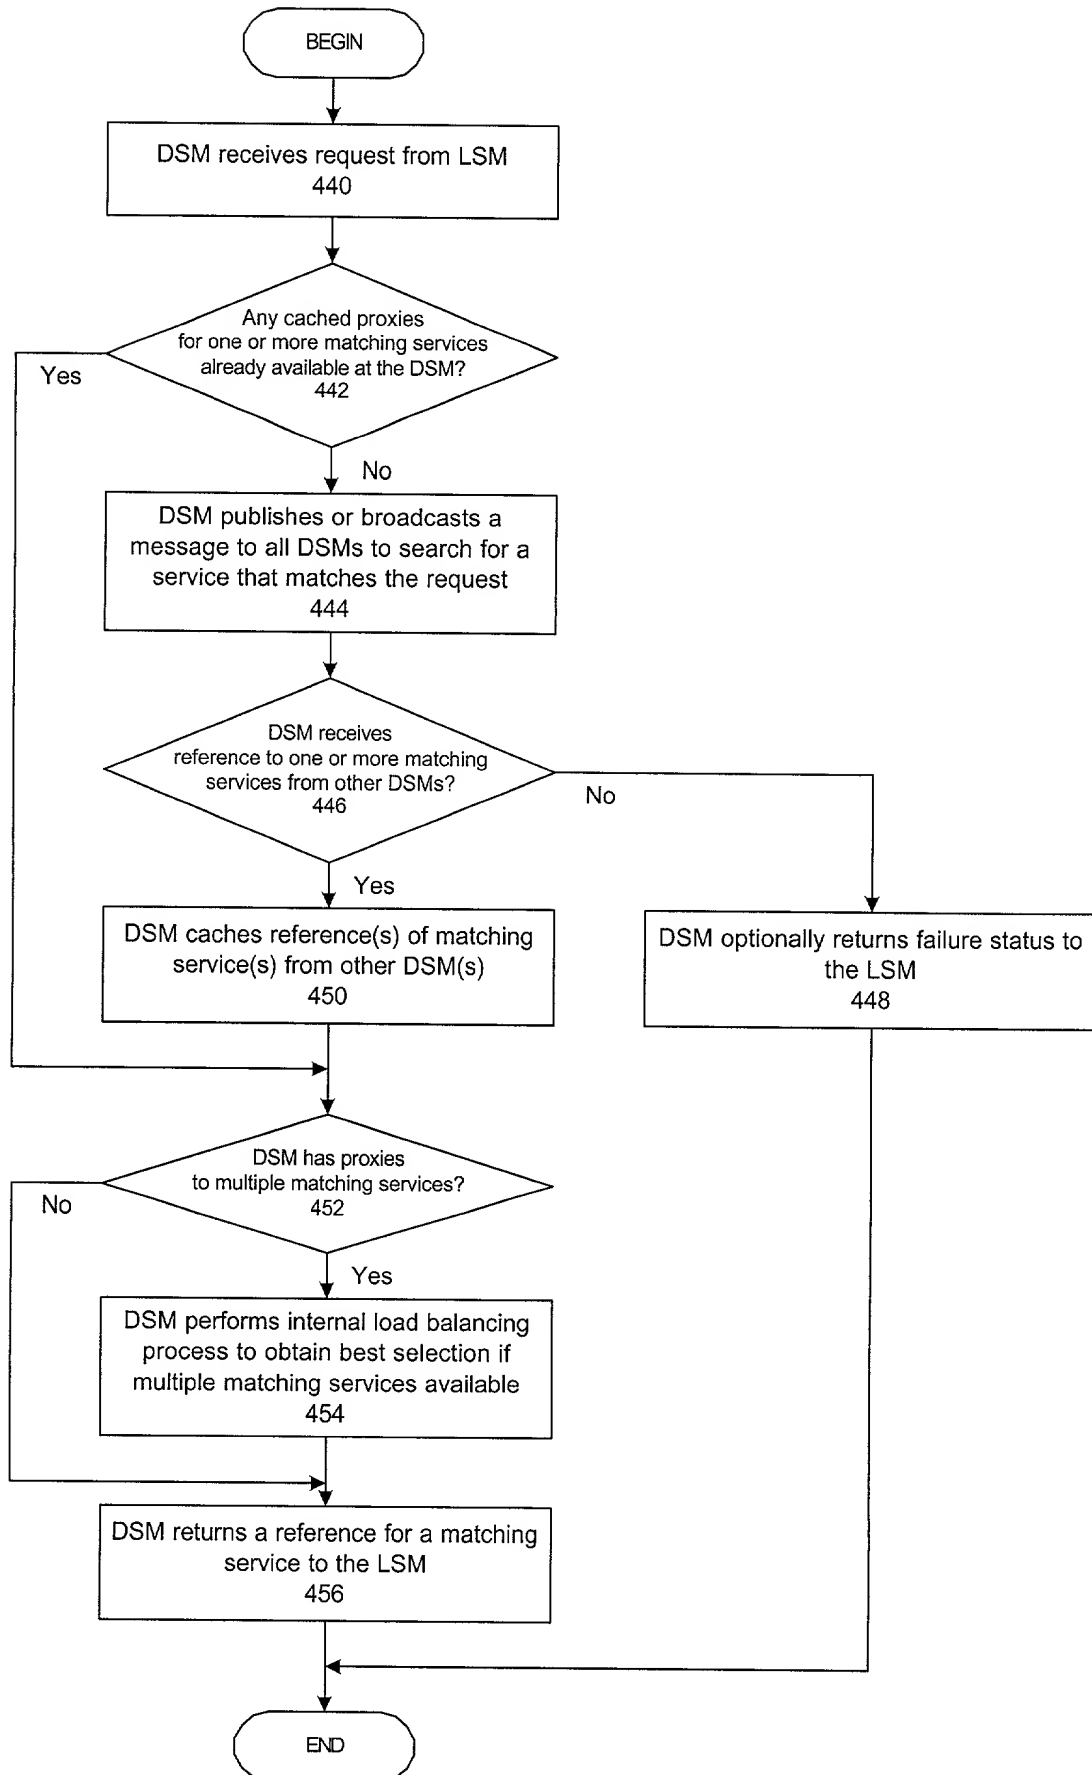 BEGIN
DSM receives request from LSM
440
Any cached proxies
for one or more matching services
already available at the DSM?
442
Yes
No
DSM publishes or broadcasts a
message to all DSMs to search for a
service that matches the request
444
DSM receives
reference to one or more matching
services from other DSMs?
446
No
Yes
DSM caches reference(s) of matching
service(s) from other DSM(s)
450
DSM optionally returns failure status to
the LSM
448
DSM has proxies
to multiple matching services?
452
No
Yes
DSM performs internal load balancing
process to obtain best selection if
multiple matching services available
454
DSM returns a reference for a matching
service to the LSM
456
END